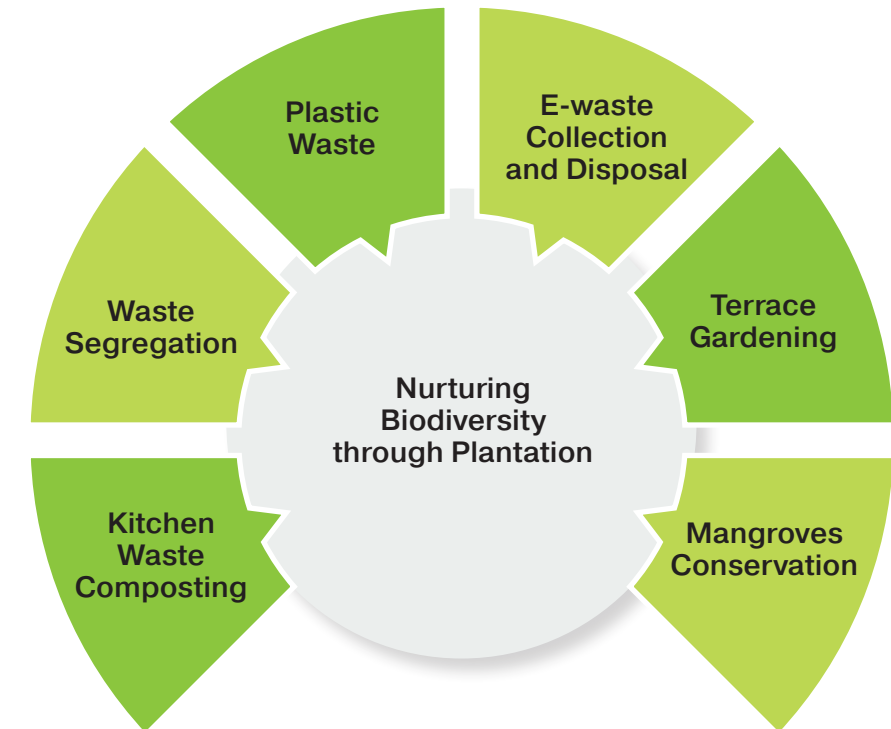 Plastic
Waste
E-waste
Collection
and Disposal
Waste
Segregation
Terrace
Gardening
Nurturing
Biodiversity
through Plantation
Kitchen
Waste
Composting
Mangroves
Conservation